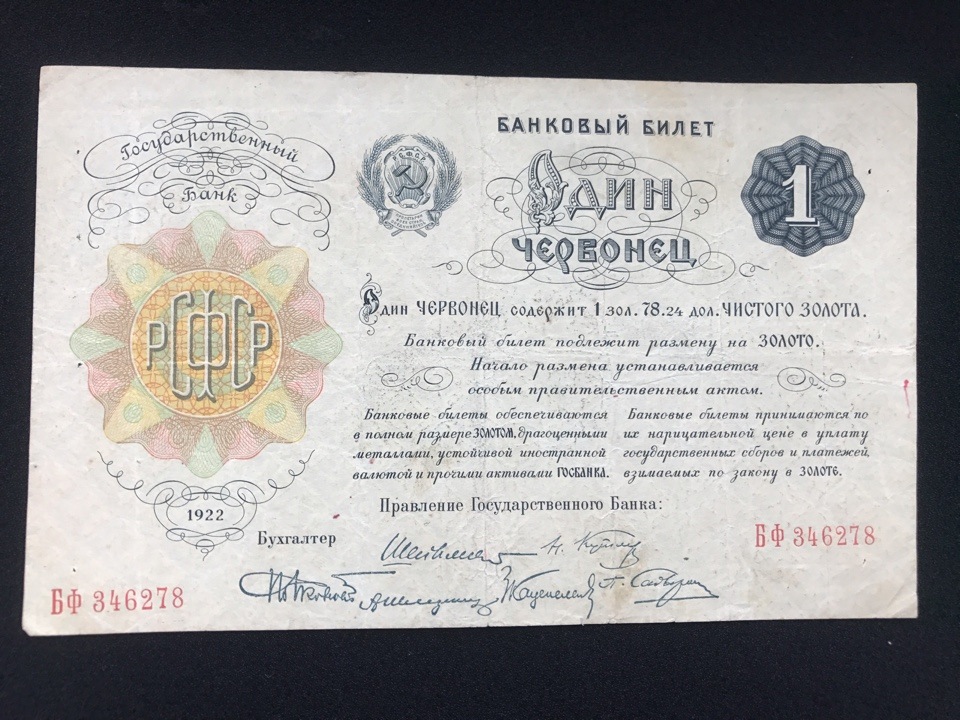 Государственный
Банк
РСФСР
1922
БФ 346278
РСФСР
БАНКОВЫЙ БИЛЕТ
1
Один
ЧЕРВОНЕЦ
Один ЧЕРВОНЕЦ содержит 1 зол. 78.24 дол. ЧИСТОГО ЗОЛОТА.
Банковый билет подлежит размену на ЗОЛОТО.
Начало размена устанавливается
особым правительственным актом.
Банковые билеты обеспечиваются
в полном размере ЗОЛОТОМ, драгоценными
металлами, устойчивой иностранной
валютой и прочими активами ГОСБАНКА.
Банковые билеты принимаются по
их нарицательной цене в уплату
государственных сборов и платежей,
взимаемых по закону в ЗОЛОТЕ.
Правление Государственного Банка:
Бухгалтер
БФ 346278